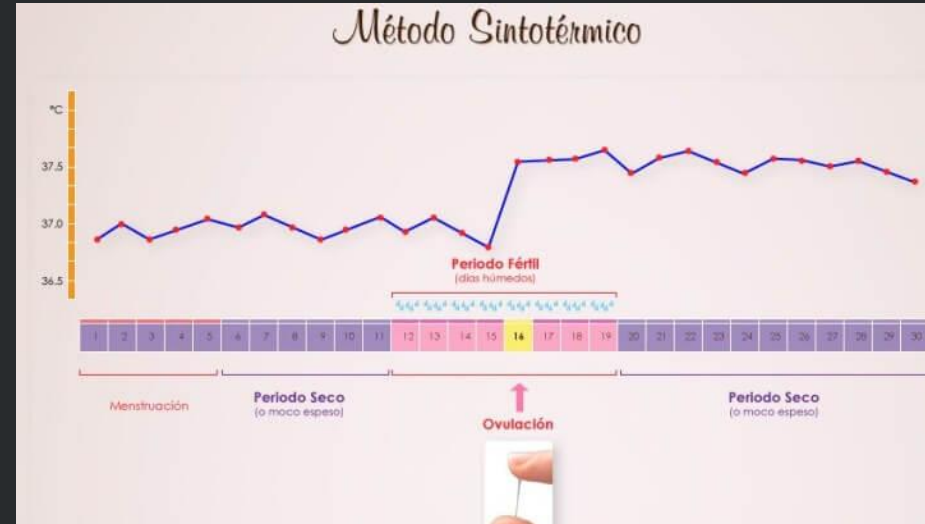 Método Sintotérmico
°C
37.5
37.0
36.5
Periodo Fértil
(días húmedos)
1 2 3 4 5 6 7 8 9 10 11 12 13 14 15 16 17 18 19 20 21 22 23 24 25 26 27 28 29 30
Menstruación
Periodo Seco
(o moco espeso)
Ovulación
Periodo Seco
(o moco espeso)